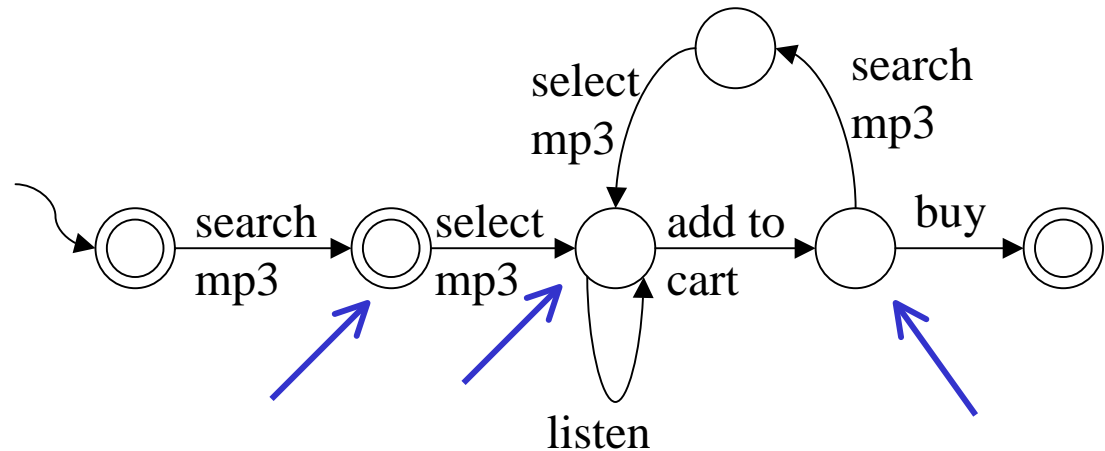 select
mp3
search
mp3
search
mp3
select
mp3
add to
cart
buy
listen